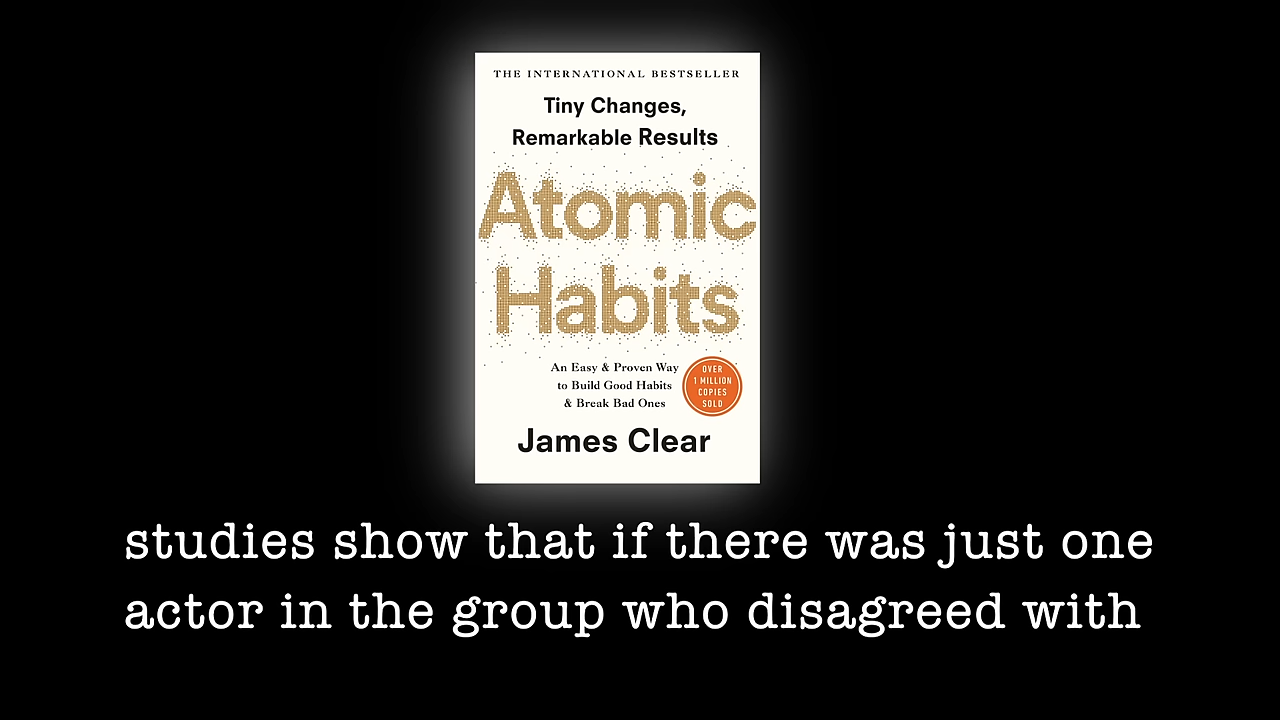 THE INTERNATIONAL BESTSELLER
Tiny Changes,
Remarkable Results
Atomic
Habits
An Easy & Proven Way
to Build Good Habits
& Break Bad Ones
OVER
1 MILLION
COPIES
SOLD
James Clear
studies show that if there was just one
actor in the group who disagreed with